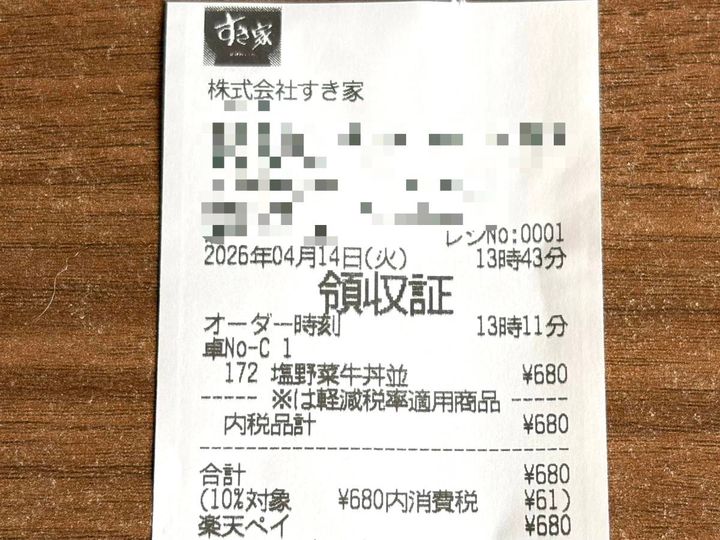 すき家
株式会社すき家
レジNo:0001
2026年04月14日(火) 13時43分
領収証
オーダー時刻 13時11分
卓No-C 1
172 塩野菜牛丼並 ¥680
----- ※は軽減税率適用商品 -----
内税品計 ¥680
合計 ¥680
(10%対象 ¥680内消費税 ¥61)
楽天ペイ ¥680